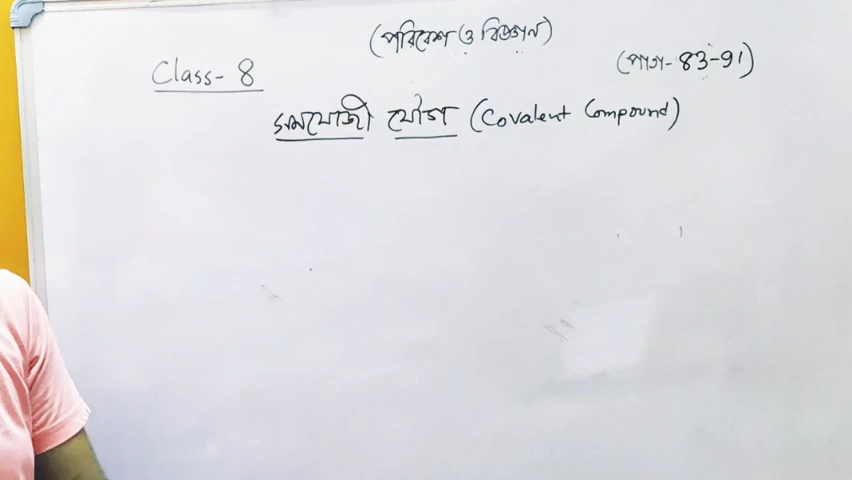 (পরিবেশ ও বিজ্ঞান)
Class- 8
(পাতা- 83-91)
সমযোজী যৌগ (Covalent Compound)